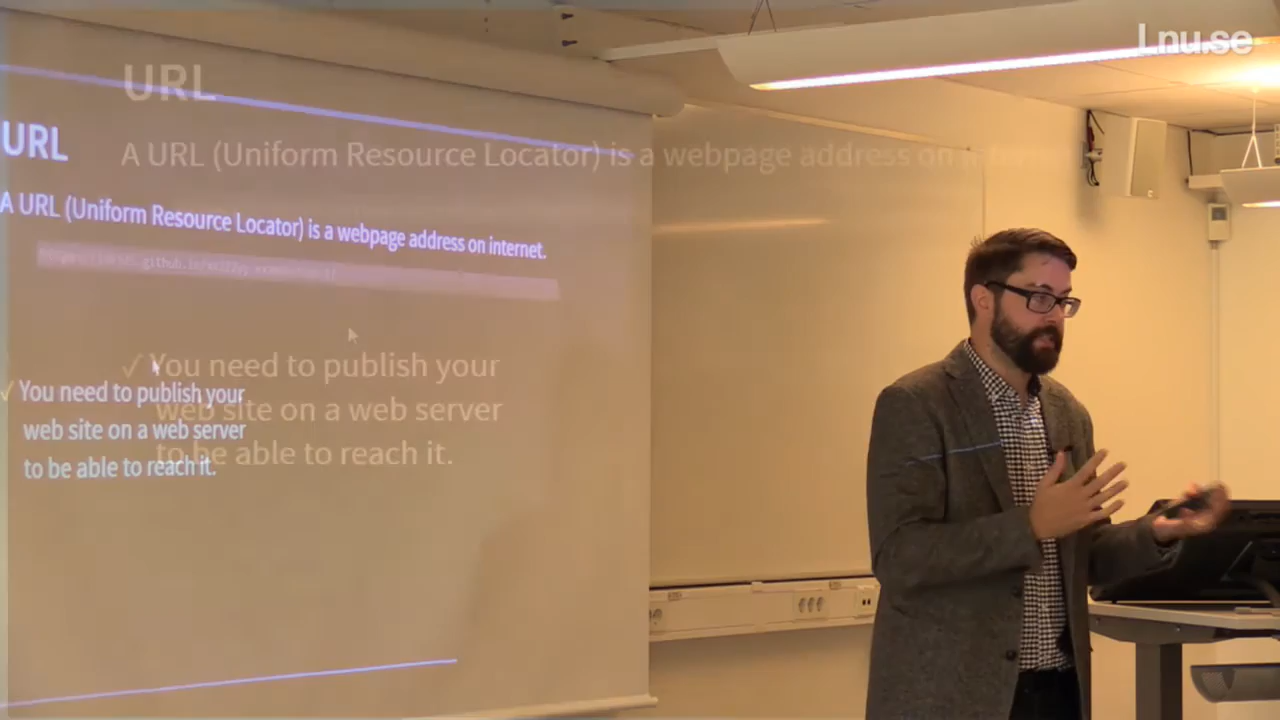 Lnu.se
URL
A URL (Uniform Resource Locator) is a webpage address on
URL
A URL (Uniform Resource Locator) is a webpage address on internet.
✓ You need to publish your
web site on a web server
to be able to reach it.
✓ You need to publish your
web site on a web server
to be able to reach it.